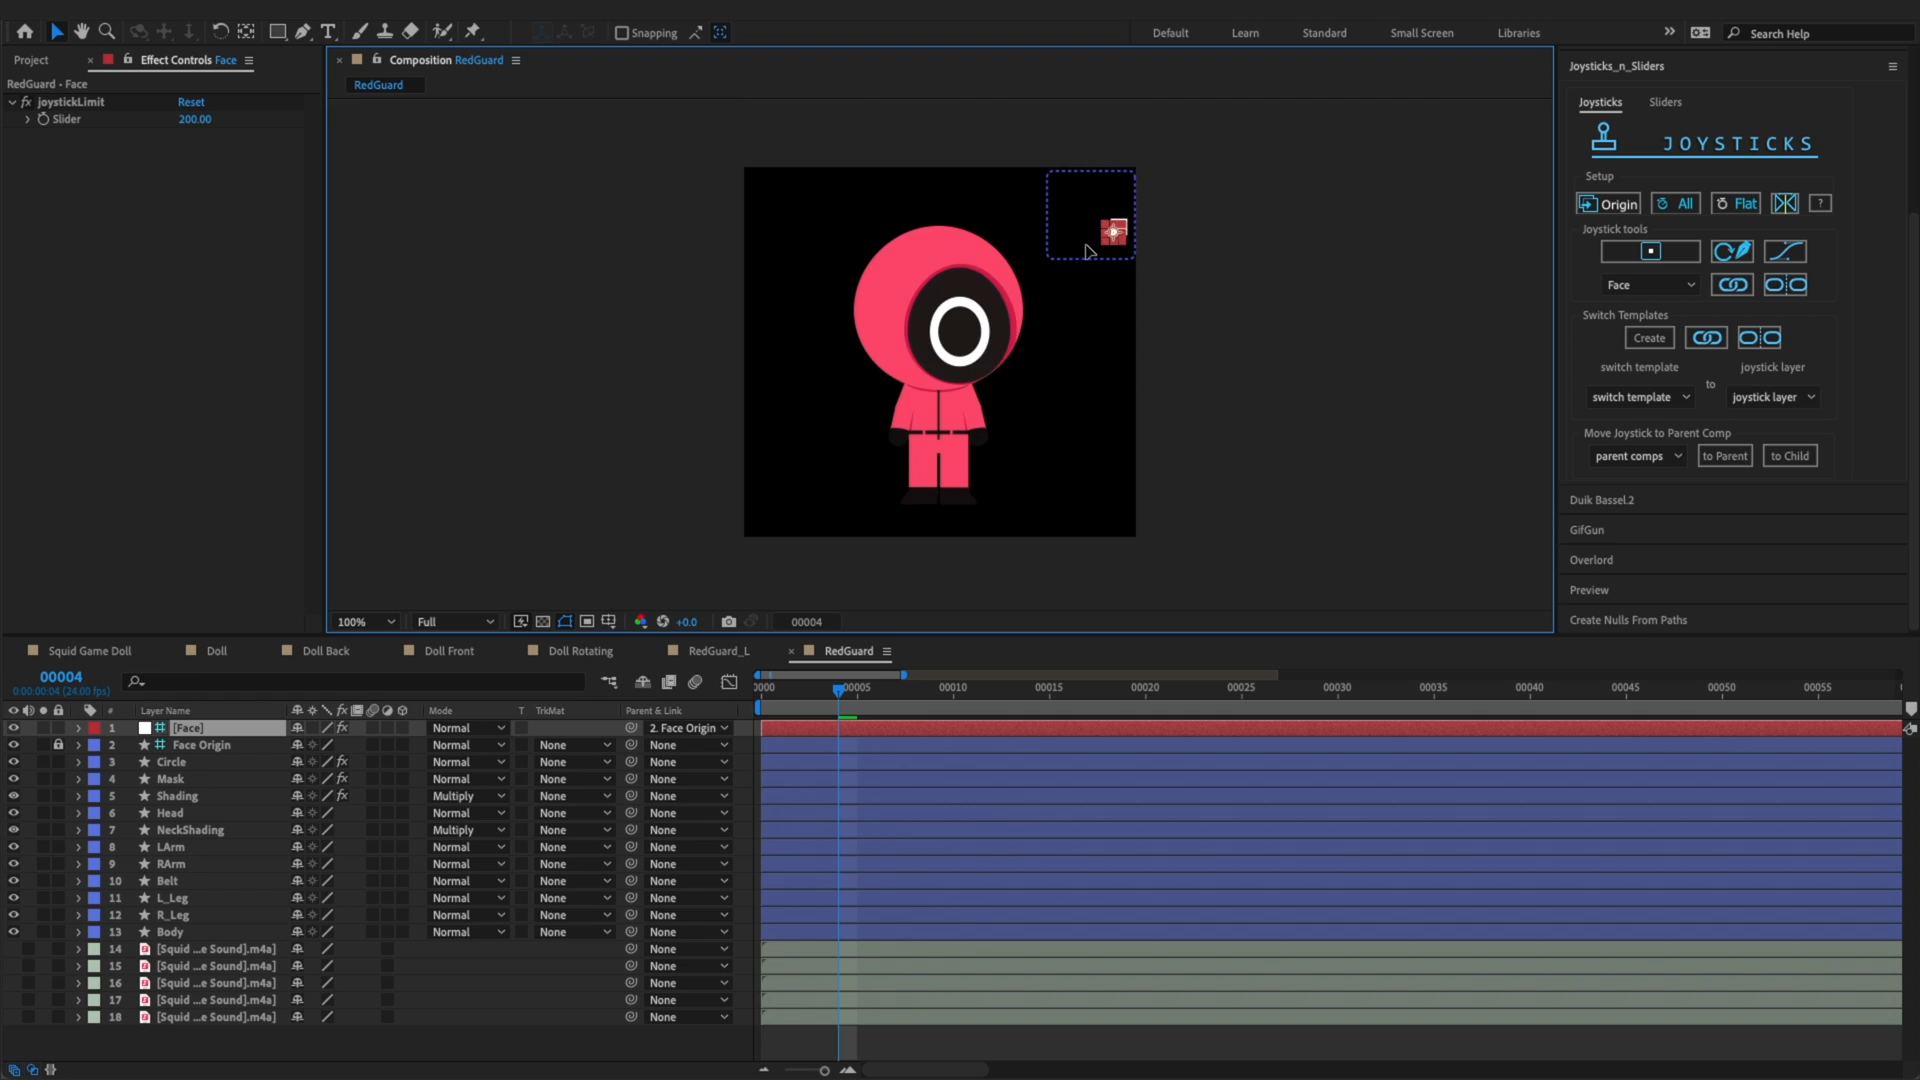 Snapping
Default
Learn
Standard
Small Screen
Libraries
Search Help
Project
Effect Controls Face
RedGuard • Face
fx joystickLimit Reset
Slider 200.00
Composition RedGuard
RedGuard
100%
Full
+0.0
00004
Joysticks_n_Sliders
Joysticks
Sliders
JOYSTICKS
Setup
Origin
All
Flat
?
Joystick tools
Face
Switch Templates
Create
switch template
joystick layer
to
switch template
joystick layer
Move Joystick to Parent Comp
parent comps
to Parent
to Child
Duik Bassel.2
GifGun
Overlord
Preview
Create Nulls From Paths
Squid Game Doll
Doll
Doll Back
Doll Front
Doll Rotating
RedGuard_L
RedGuard
00004
0:00:00:04 (24.00 fps)
0000 00005 00010 00015 00020 00025 00030 00035 00040 00045 00050 00055
# Layer Name fx Mode T TrkMat Parent & Link
1 [Face] fx Normal 2. Face Origin
2 Face Origin Normal None None
3 Circle fx Normal None None
4 Mask fx Normal None None
5 Shading fx Multiply None None
6 Head Normal None None
7 NeckShading Multiply None None
8 LArm Normal None None
9 RArm Normal None None
10 Belt Normal None None
11 L_Leg Normal None None
12 R_Leg Normal None None
13 Body Normal None None
14 [Squid ...e Sound].m4a] None
15 [Squid ...e Sound].m4a] None
16 [Squid ...e Sound].m4a] None
17 [Squid ...e Sound].m4a] None
18 [Squid ...e Sound].m4a] None